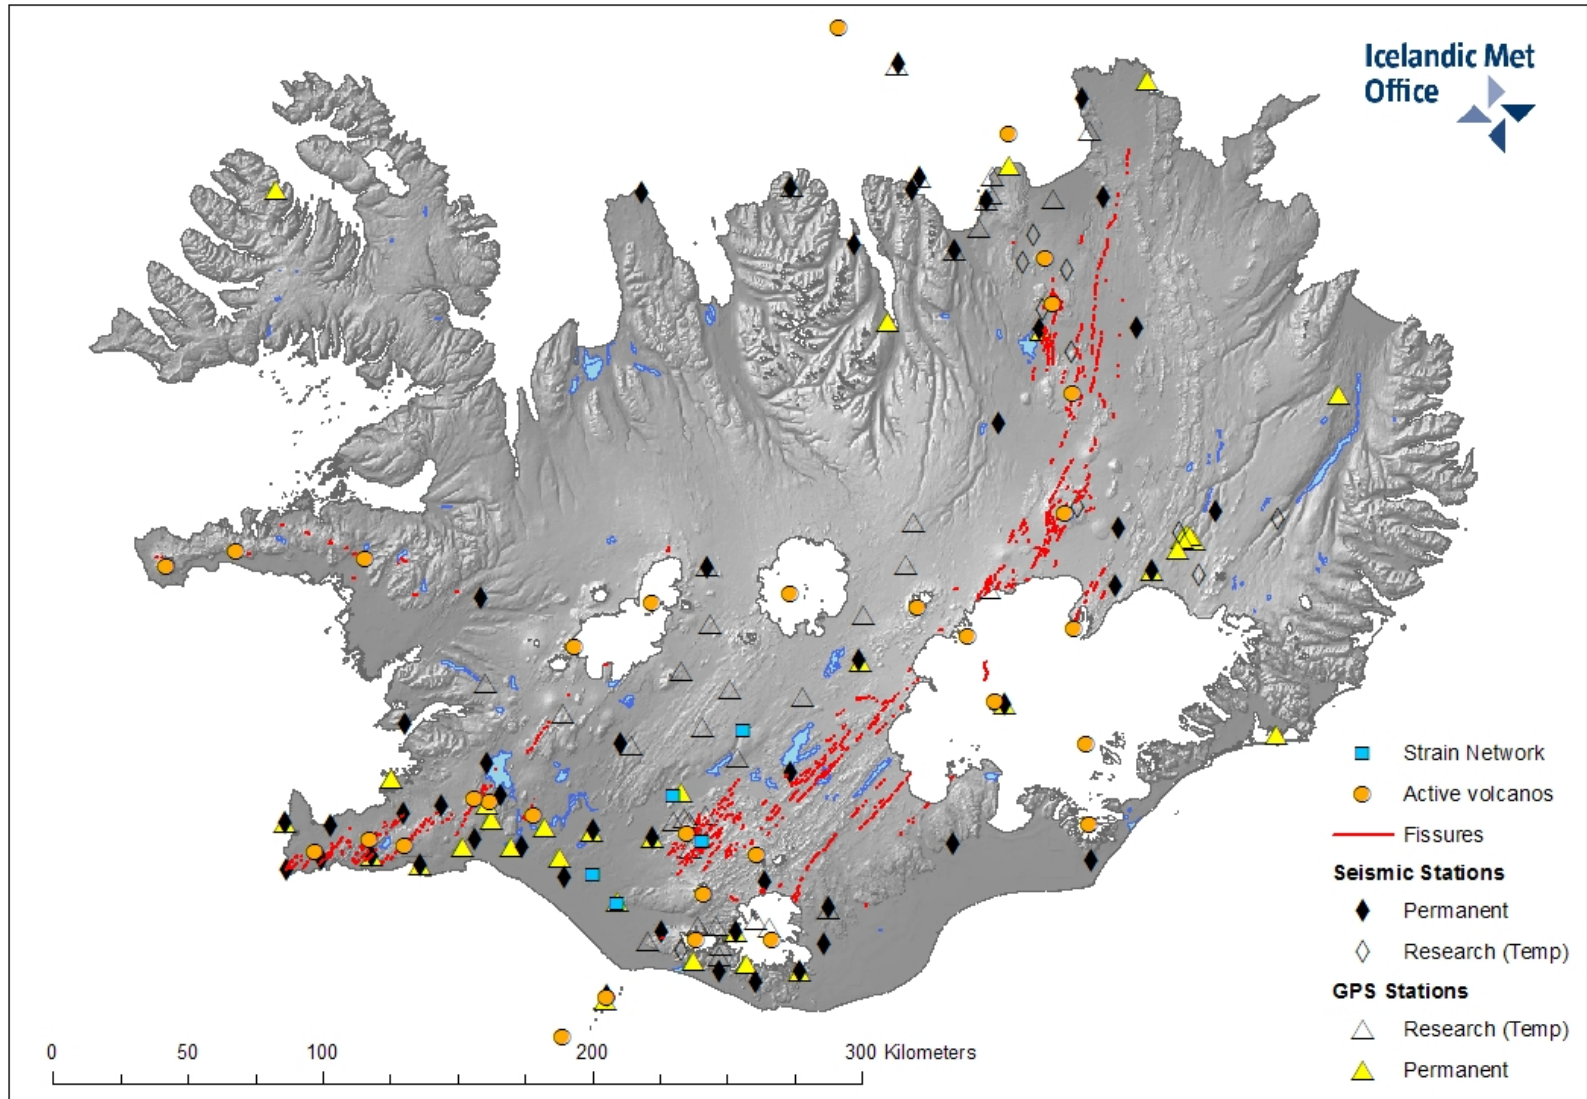 Icelandic Met
Office
Strain Network
Active volcanos
Fissures
Seismic Stations
Permanent
Research (Temp)
GPS Stations
Research (Temp)
Permanent
0 50 100 200 300 Kilometers